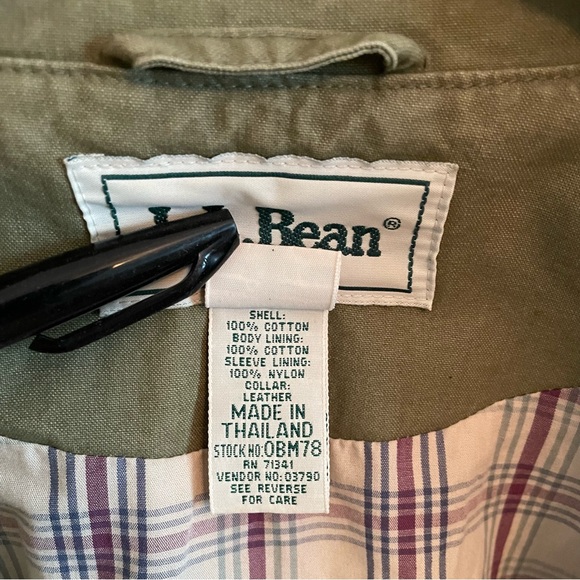 Bean®
SHELL:
100% COTTON
BODY LINING:
100% COTTON
SLEEVE LINING:
100% NYLON
COLLAR:
LEATHER
MADE IN
THAILAND
STOCK NO: 0BM78
RN 71341
VENDOR NO: 03790
SEE REVERSE
FOR CARE